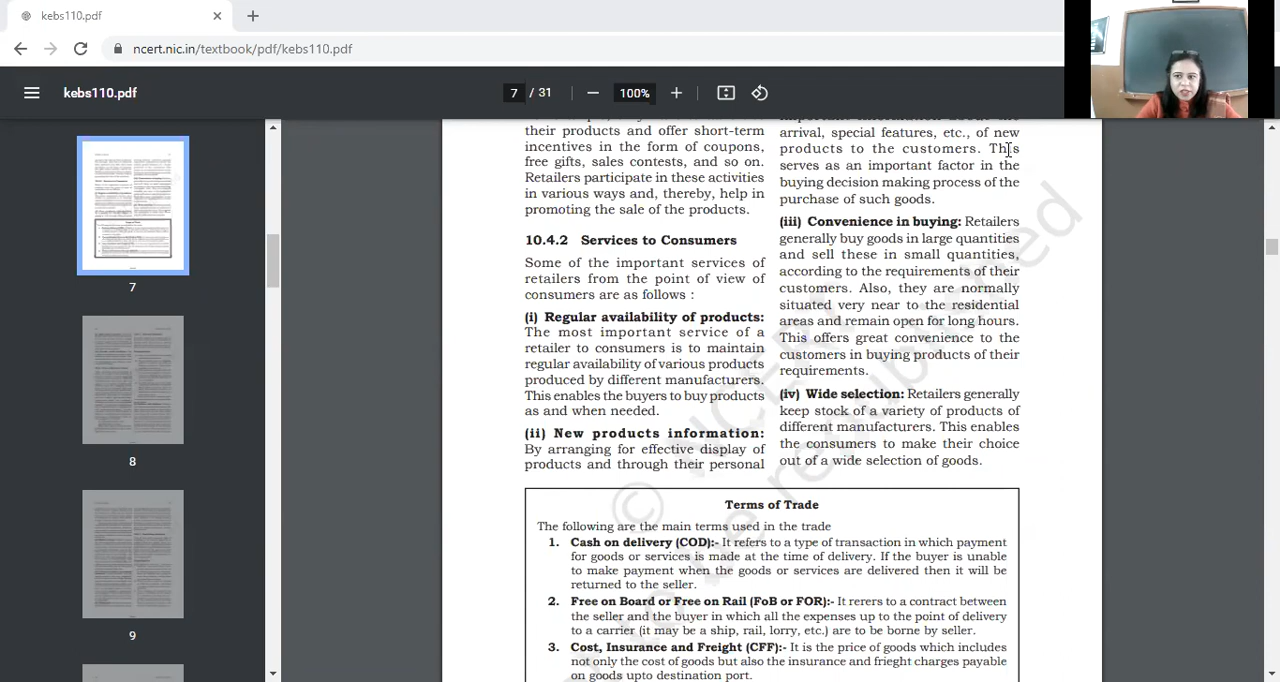 kebs110.pdf
ncert.nic.in/textbook/pdf/kebs110.pdf
kebs110.pdf
7 / 31
100%
7
8
9
their products and offer short-term
incentives in the form of coupons,
free gifts, sales contests, and so on.
Retailers participate in these activities
in various ways and, thereby, help in
promoting the sale of the products.
10.4.2 Services to Consumers
Some of the important services of
retailers from the point of view of
consumers are as follows :
(i) Regular availability of products:
The most important service of a
retailer to consumers is to maintain
regular availability of various products
produced by different manufacturers.
This enables the buyers to buy products
as and when needed.
(ii) New products information:
By arranging for effective display of
products and through their personal
arrival, special features, etc., of new
products to the customers. This
serves as an important factor in the
buying decision making process of the
purchase of such goods.
(iii) Convenience in buying: Retailers
generally buy goods in large quantities
and sell these in small quantities,
according to the requirements of their
customers. Also, they are normally
situated very near to the residential
areas and remain open for long hours.
This offers great convenience to the
customers in buying products of their
requirements.
(iv) Wide selection: Retailers generally
keep stock of a variety of products of
different manufacturers. This enables
the consumers to make their choice
out of a wide selection of goods.
Terms of Trade
The following are the main terms used in the trade
1. Cash on delivery (COD):- It refers to a type of transaction in which payment
for goods or services is made at the time of delivery. If the buyer is unable
to make payment when the goods or services are delivered then it will be
returned to the seller.
2. Free on Board or Free on Rail (FoB or FOR):- It rerers to a contract between
the seller and the buyer in which all the expenses up to the point of delivery
to a carrier (it may be a ship, rail, lorry, etc.) are to be borne by seller.
3. Cost, Insurance and Freight (CFF):- It is the price of goods which includes
not only the cost of goods but also the insurance and frieght charges payable
on goods upto destination port.